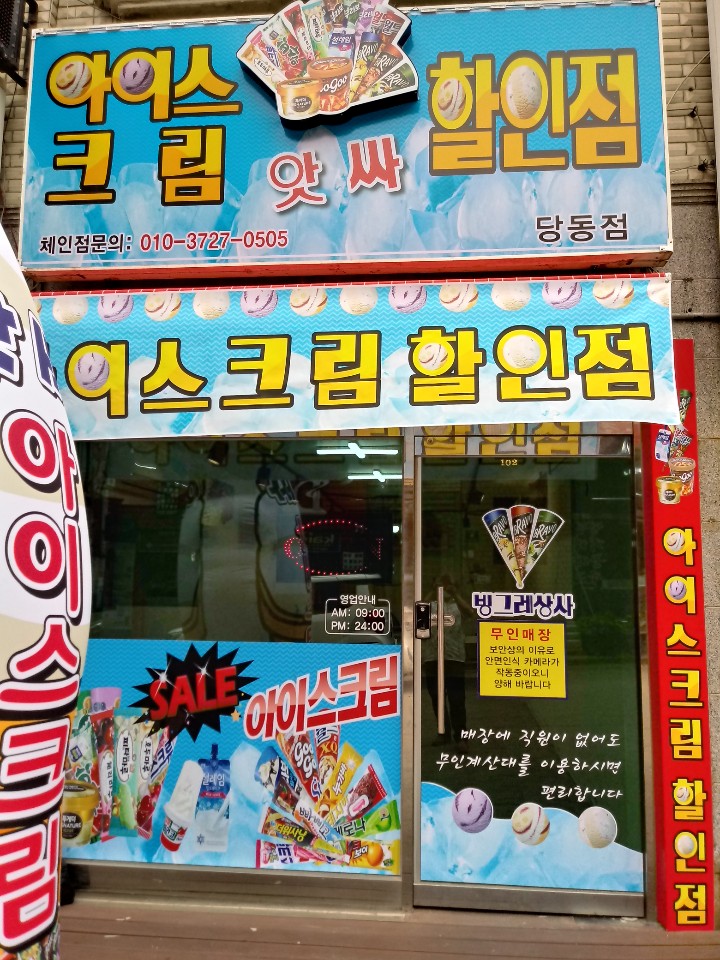 아이스
크림
앗싸
할인점
체인점문의: 010-3727-0505
당동점
이스크림 할인점
102
영업안내
AM: 09:00
PM: 24:00
빙그레상사
무인매장
보안상의 이유로
안면인식 카메라가
작동중이오니
양해 바랍니다
매장에 직원이 없어도
무인계산대를 이용하시면
편리합니다
SALE
아이스크림
아이스크림
아이스크림 할인점